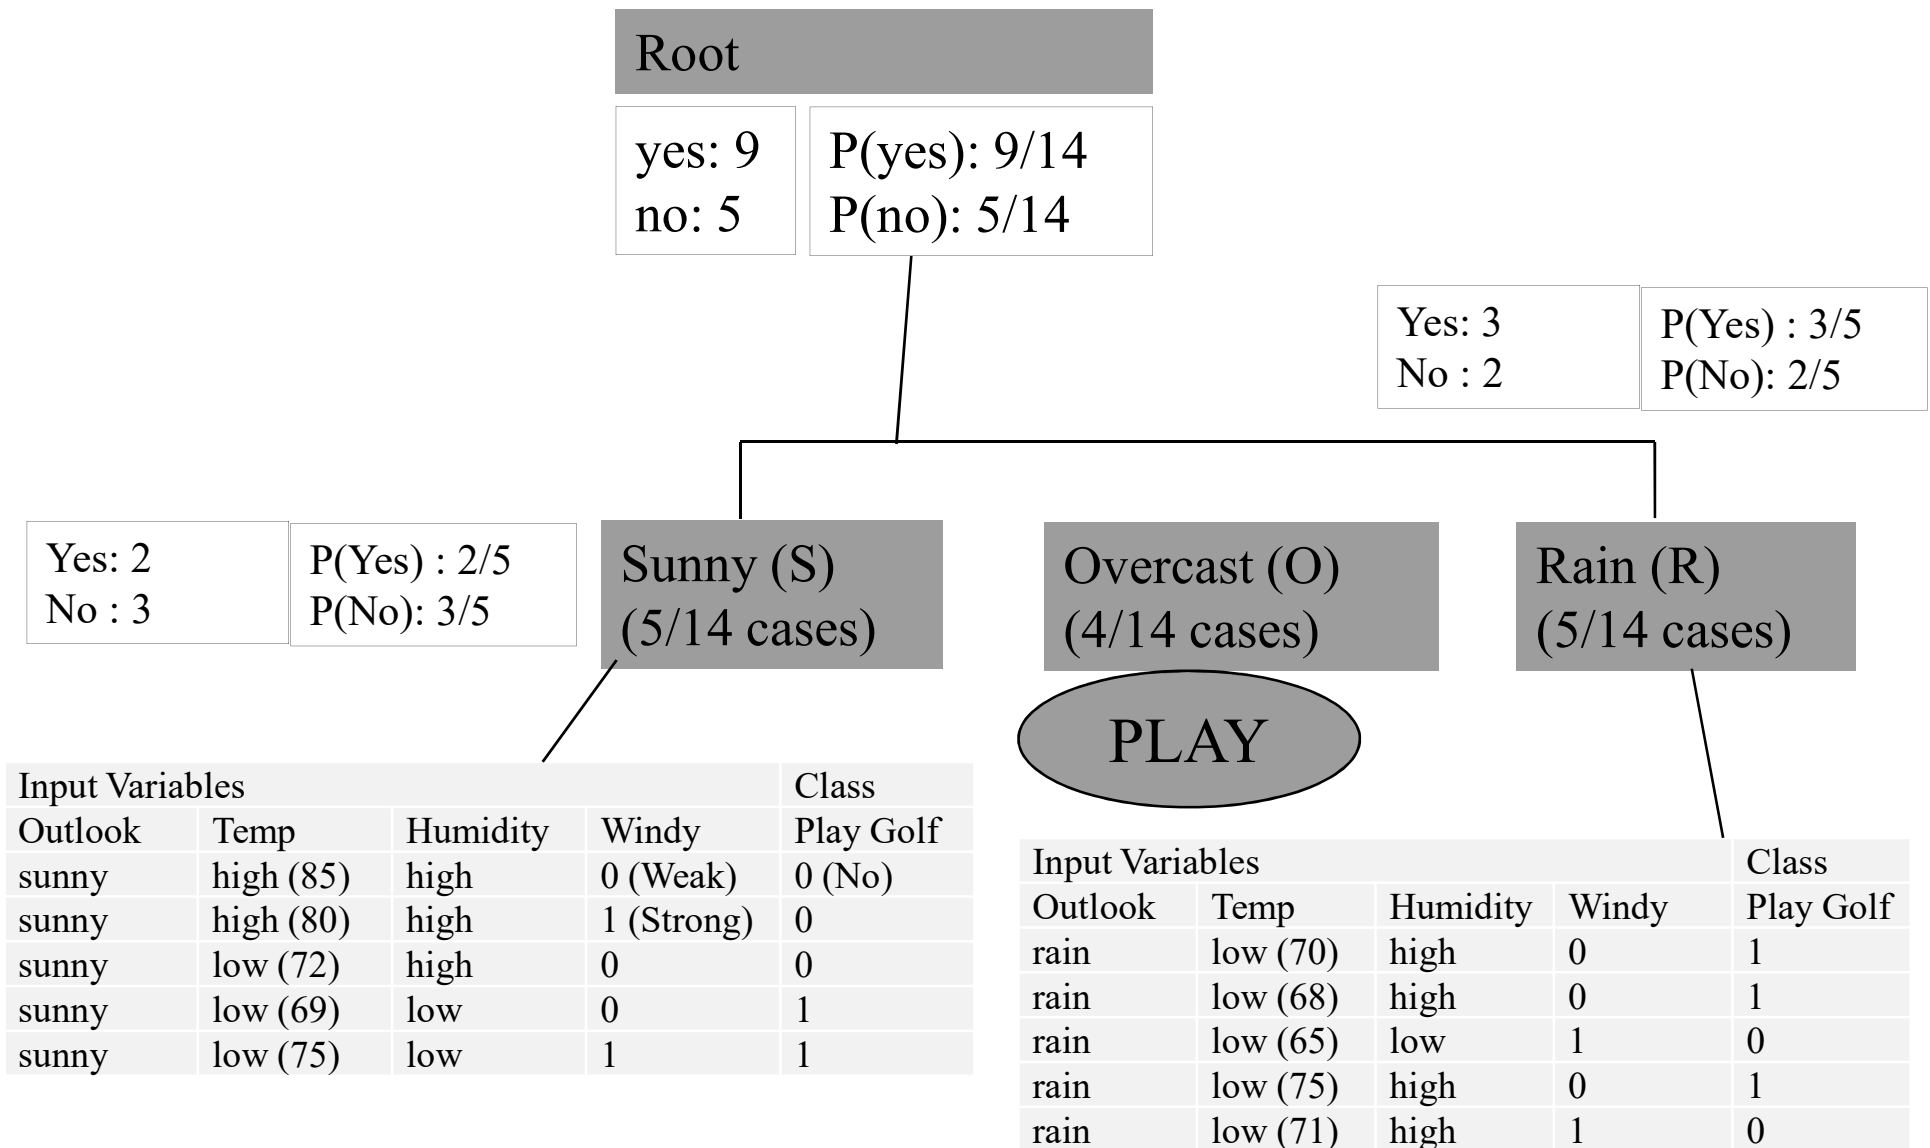 Root
yes: 9
no: 5
P(yes): 9/14
P(no): 5/14
Yes: 3
No : 2
P(Yes) : 3/5
P(No): 2/5
Yes: 2
No : 3
P(Yes) : 2/5
P(No): 3/5
Sunny (S)
(5/14 cases)
Overcast (O)
(4/14 cases)
Rain (R)
(5/14 cases)
PLAY
Input Variables Class
Outlook Temp Humidity Windy Play Golf
sunny high (85) high 0 (Weak) 0 (No)
sunny high (80) high 1 (Strong) 0
sunny low (72) high 0 0
sunny low (69) low 0 1
sunny low (75) low 1 1
Input Variables Class
Outlook Temp Humidity Windy Play Golf
rain low (70) high 0 1
rain low (68) high 0 1
rain low (65) low 1 0
rain low (75) high 0 1
rain low (71) high 1 0